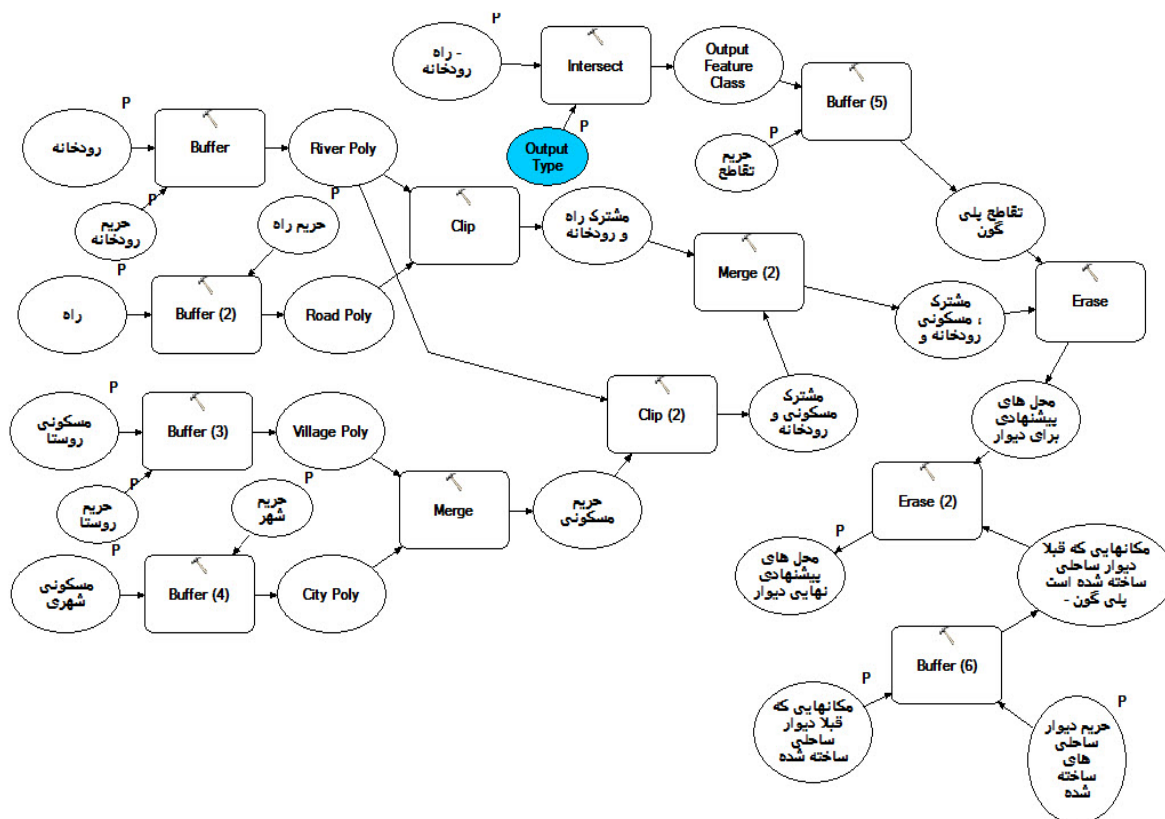 P
راه -
رودخانه
Intersect
Output
Feature
Class
Buffer (5)
P
Output
Type
P
حریم
تقاطع
تقاطع پلی
گون
P
رودخانه
Buffer
River Poly
P
حریم
رودخانه
P
حریم راه
Clip
مشترک راه
و رودخانه
Merge (2)
مشترک
مسکونی ،
رودخانه و
Erase
P
راه
Buffer (2)
Road Poly
P
مسکونی
روستا
Buffer (3)
Village Poly
P
حریم
روستا
P
حریم
شهر
Merge
حریم
مسکونی
Clip (2)
مشترک
مسکونی و
رودخانه
محل های
پیشنهادی
برای دیوار
Erase (2)
P
مسکونی
شهری
Buffer (4)
City Poly
P
محل های
پیشنهادی
نهایی دیوار
مکانهایی که قبلا
دیوار ساحلی
ساخته شده است
- پلی گون
Buffer (6)
P
مکانهایی که
قبلا دیوار
ساحلی
ساخته شده
P
حریم دیوار
ساحلی
های
ساخته
شده